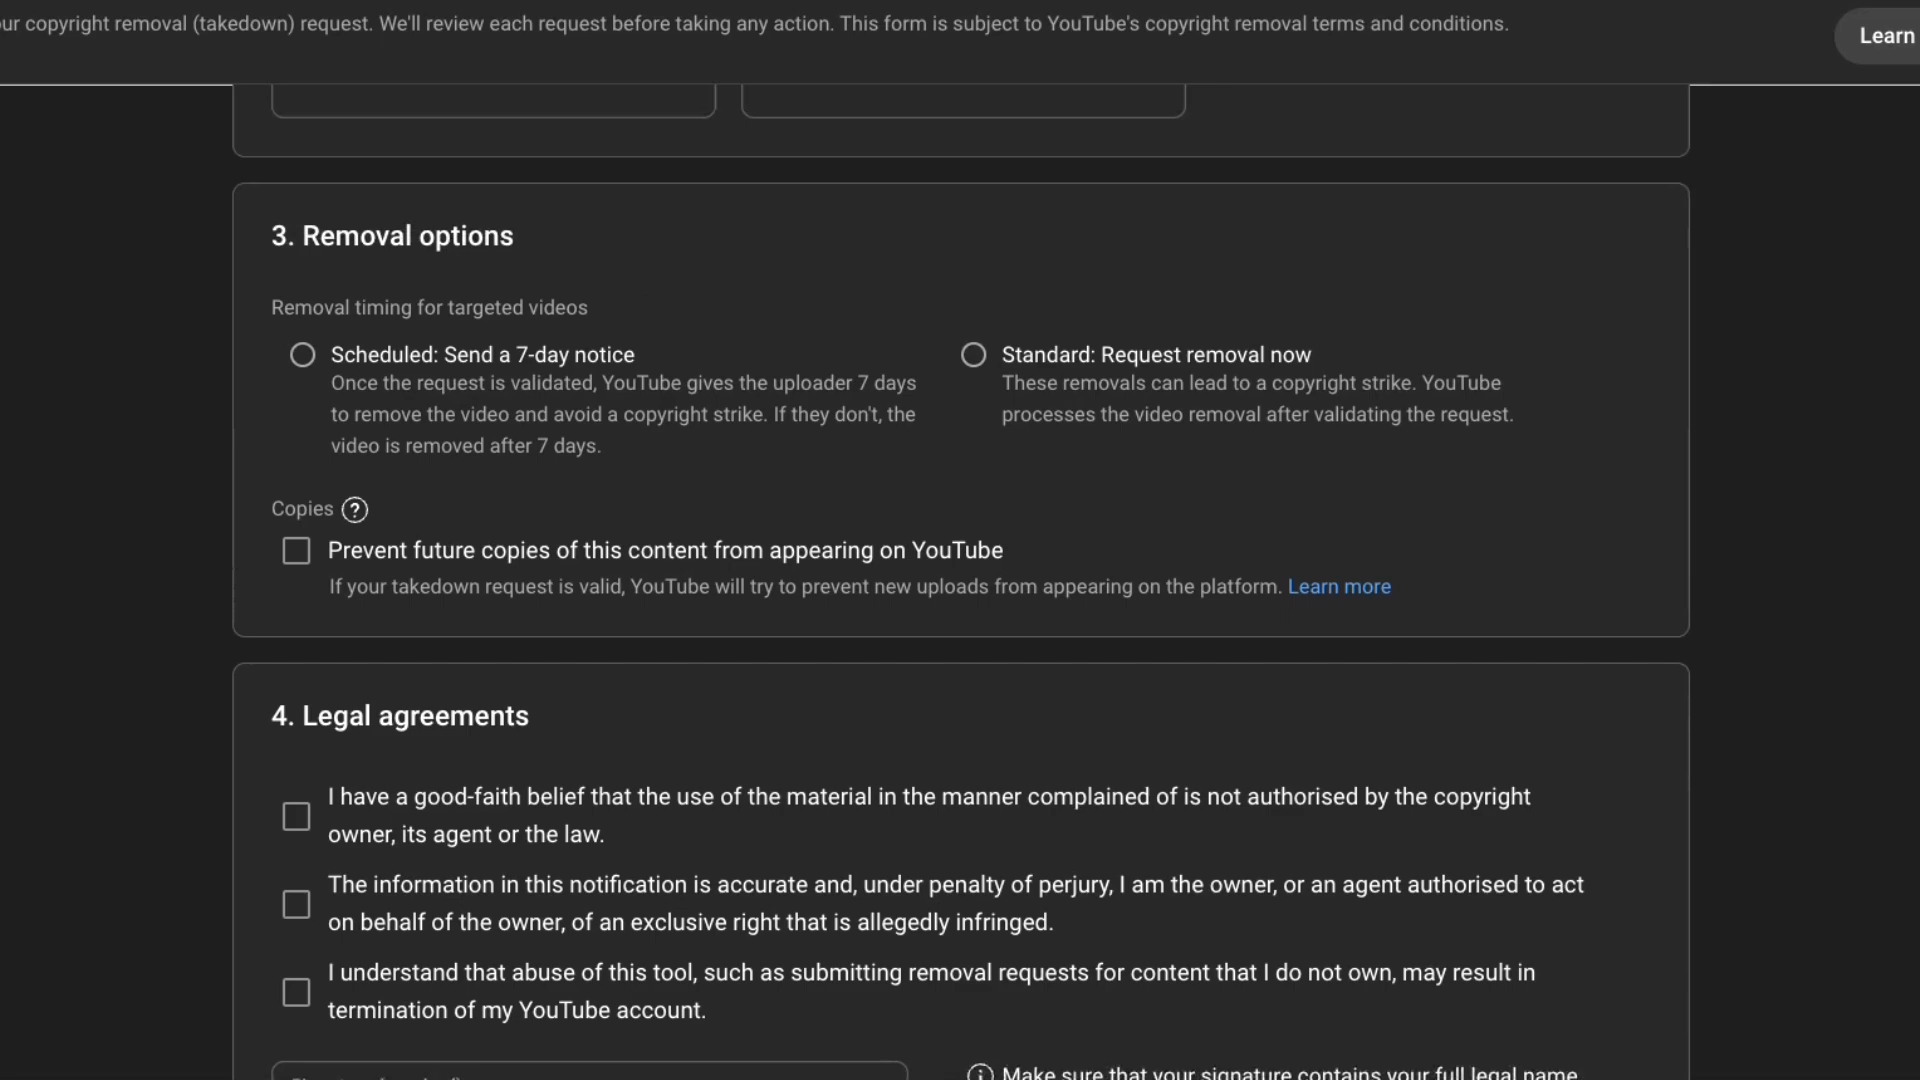 copyright removal (takedown) request. We'll review each request before taking any action. This form is subject to YouTube's copyright removal terms and conditions.
Learn
3. Removal options
Removal timing for targeted videos
Scheduled: Send a 7-day notice
Once the request is validated, YouTube gives the uploader 7 days
to remove the video and avoid a copyright strike. If they don't, the
video is removed after 7 days.
Standard: Request removal now
These removals can lead to a copyright strike. YouTube
processes the video removal after validating the request.
Copies ?
Prevent future copies of this content from appearing on YouTube
If your takedown request is valid, YouTube will try to prevent new uploads from appearing on the platform. Learn more
4. Legal agreements
I have a good-faith belief that the use of the material in the manner complained of is not authorised by the copyright
owner, its agent or the law.
The information in this notification is accurate and, under penalty of perjury, I am the owner, or an agent authorised to act
on behalf of the owner, of an exclusive right that is allegedly infringed.
I understand that abuse of this tool, such as submitting removal requests for content that I do not own, may result in
termination of my YouTube account.
Make sure that your signature contains your full legal name